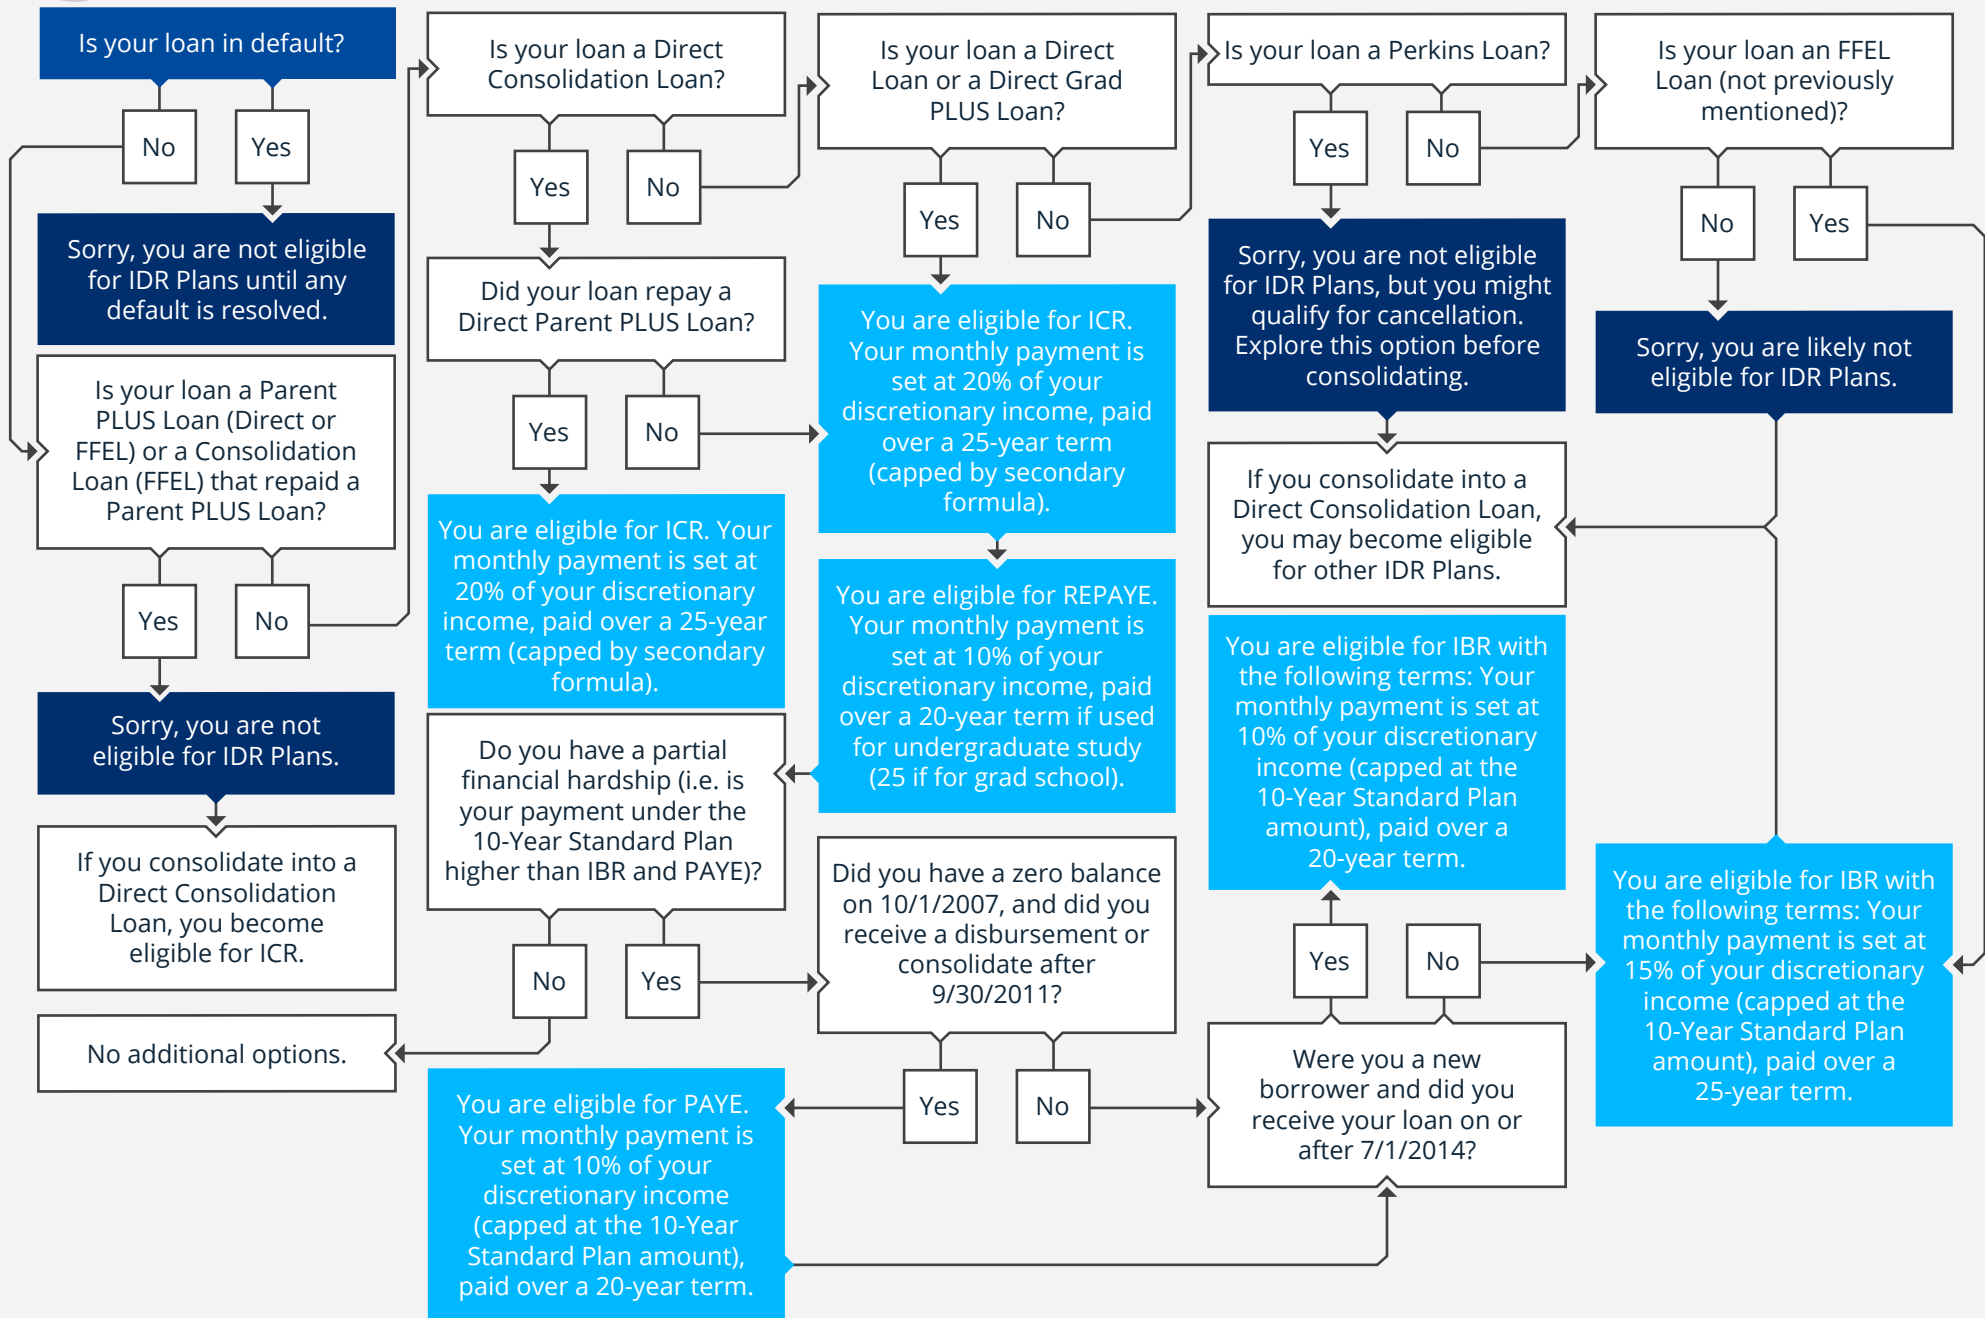 Is your loan in default?
No
Yes
Sorry, you are not eligible
for IDR Plans until any
default is resolved.
Is your loan a Parent
PLUS Loan (Direct or
FFEL) or a Consolidation
Loan (FFEL) that repaid a
Parent PLUS Loan?
Yes
No
Sorry, you are not
eligible for IDR Plans.
If you consolidate into a
Direct Consolidation
Loan, you become
eligible for ICR.
No additional options.
Is your loan a Direct
Consolidation Loan?
Yes
No
Did your loan repay a
Direct Parent PLUS Loan?
Yes
No
You are eligible for ICR. Your
monthly payment is set at
20% of your discretionary
income, paid over a 25-year
term (capped by secondary
formula).
Do you have a partial
financial hardship (i.e. is
your payment under the
10-Year Standard Plan
higher than IBR and PAYE)?
No
Yes
You are eligible for PAYE.
Your monthly payment is
set at 10% of your
discretionary income
(capped at the 10-Year
Standard Plan amount),
paid over a 20-year term.
Is your loan a Direct
Loan or a Direct Grad
PLUS Loan?
Yes
No
You are eligible for ICR.
Your monthly payment is
set at 20% of your
discretionary income, paid
over a 25-year term
(capped by secondary
formula).
You are eligible for REPAYE.
Your monthly payment is
set at 10% of your
discretionary income, paid
over a 20-year term if used
for undergraduate study
(25 if for grad school).
Did you have a zero balance
on 10/1/2007, and did you
receive a disbursement or
consolidate after
9/30/2011?
Yes
No
Is your loan a Perkins Loan?
Yes
No
Sorry, you are not eligible
for IDR Plans, but you might
qualify for cancellation.
Explore this option before
consolidating.
If you consolidate into a
Direct Consolidation Loan,
you may become eligible
for other IDR Plans.
You are eligible for IBR with
the following terms: Your
monthly payment is set at
10% of your discretionary
income (capped at the
10-Year Standard Plan
amount), paid over a
20-year term.
Yes
No
Were you a new
borrower and did you
receive your loan on or
after 7/1/2014?
Is your loan an FFEL
Loan (not previously
mentioned)?
No
Yes
Sorry, you are likely not
eligible for IDR Plans.
You are eligible for IBR with
the following terms: Your
monthly payment is set at
15% of your discretionary
income (capped at the
10-Year Standard Plan
amount), paid over a
25-year term.